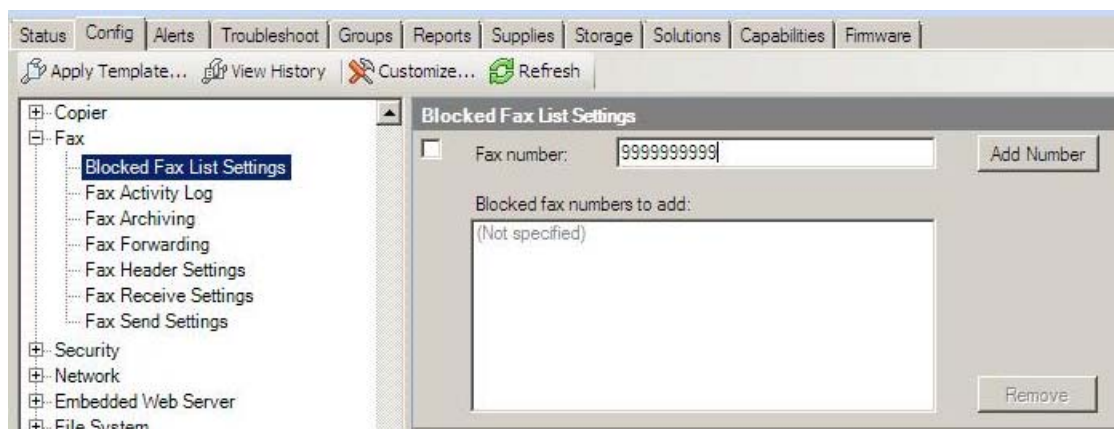 Status Config Alerts Troubleshoot Groups Reports Supplies Storage Solutions Capabilities Firmware
Apply Template... View History Customize... Refresh
Copier
Fax
Blocked Fax List Settings
Fax Activity Log
Fax Archiving
Fax Forwarding
Fax Header Settings
Fax Receive Settings
Fax Send Settings
Security
Network
Embedded Web Server
File System
Blocked Fax List Settings
Fax number: 9999999999 Add Number
Blocked fax numbers to add:
(Not specified)
Remove